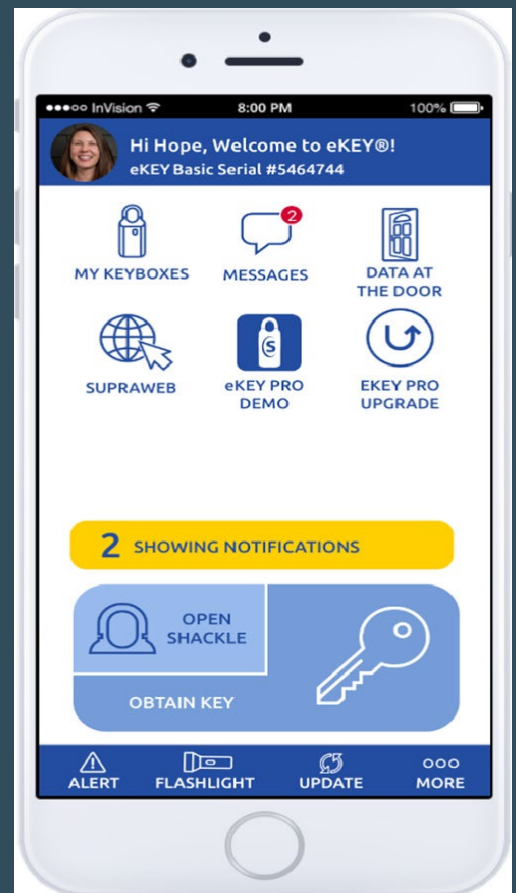 ●●●○○ InVision 8:00 PM 100%
Hi Hope, Welcome to eKEY®!
eKEY Basic Serial #5464744
2
MY KEYBOXES MESSAGES DATA AT
THE DOOR
S
SUPRAWEB eKEY PRO
DEMO
EKEY PRO
UPGRADE
2 SHOWING NOTIFICATIONS
OPEN
SHACKLE
OBTAIN KEY
ALERT FLASHLIGHT UPDATE MORE